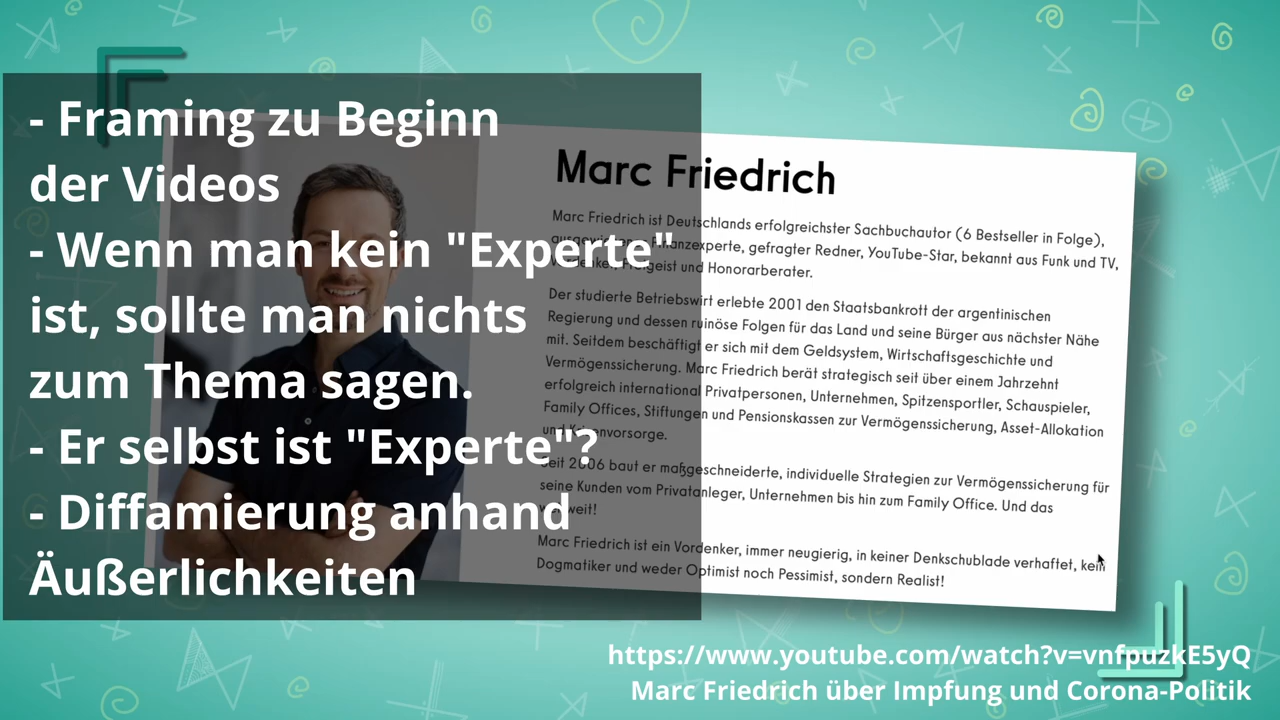 - Framing zu Beginn
der Videos
- Wenn man kein "Experte"
ist, sollte man nichts
zum Thema sagen.
- Er selbst ist "Experte"?
- Diffamierung anhand
Äußerlichkeiten
Marc Friedrich
Marc Friedrich ist Deutschlands erfolgreichster Sachbuchautor (6 Bestseller in Folge),
gefragter Redner, YouTube-Star, bekannt aus Funk und TV,
und Honorarberater.
Der studierte Betriebswirt erlebte 2001 den Staatsbankrott der argentinischen
Regierung und dessen ruinöse Folgen für das Land und seine Bürger aus nächster Nähe
mit. Seitdem beschäftigt er sich mit dem Geldsystem, Wirtschaftsgeschichte und
Vermögenssicherung. Marc Friedrich berät strategisch seit über einem Jahrzehnt
erfolgreich international Privatpersonen, Unternehmen, Spitzensportler, Schauspieler,
Family Offices, Stiftungen und Pensionskassen zur Vermögenssicherung, Asset-Allokation
und Krisenvorsorge.
Seit 2006 baut er maßgeschneiderte, individuelle Strategien zur Vermögenssicherung für
seine Kunden vom Privatanleger, Unternehmen bis hin zum Family Office. Und das
weltweit!
Marc Friedrich ist ein Vordenker, immer neugierig, in keiner Denkschublade verhaftet, kein
Dogmatiker und weder Optimist noch Pessimist, sondern Realist!
https://www.youtube.com/watch?v=vnfpuzkE5yQ
Marc Friedrich über Impfung und Corona-Politik